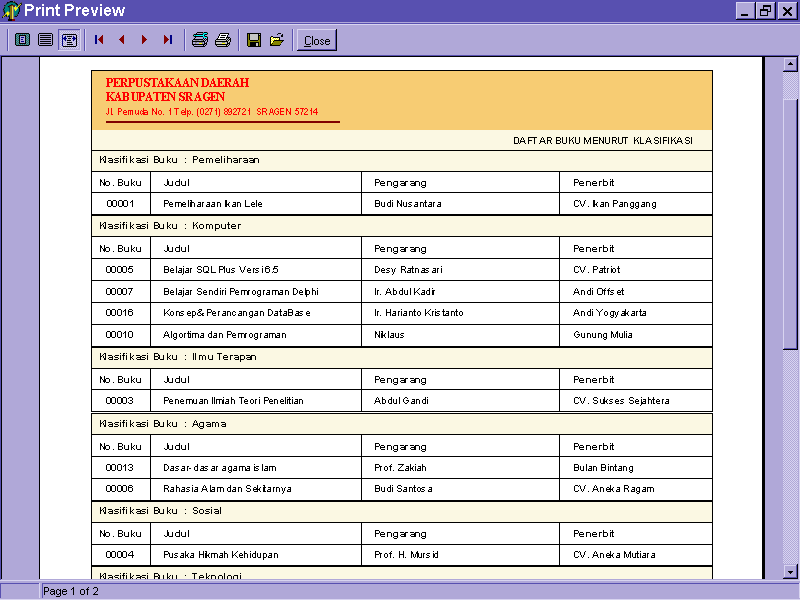 Print Preview
Close
PERPUSTAKAAN DAERAH
KABUPATEN SRAGEN
Jl. Pemuda No. 1 Telp. (0271) 892721 SRAGEN 57214
DAFTAR BUKU MENURUT KLASIFIKASI
Klasifikasi Buku : Pemeliharaan
No. Buku Judul Pengarang Penerbit
00001 Pemeliharaan Ikan Lele Budi Nusantara CV. Ikan Panggang
Klasifikasi Buku : Komputer
No. Buku Judul Pengarang Penerbit
00005 Belajar SQL Plus Versi 6.5 Desy Ratnasari CV. Patriot
00007 Belajar Sendiri Pemrograman Delphi Ir. Abdul Kadir Andi Offset
00016 Konsep& Perancangan DataBase Ir. Harianto Kristanto Andi Yogyakarta
00010 Algortima dan Pemrograman Niklaus Gunung Mulia
Klasifikasi Buku : Ilmu Terapan
No. Buku Judul Pengarang Penerbit
00003 Penemuan Ilmiah Teori Penelitian Abdul Gandi CV. Sukses Sejahtera
Klasifikasi Buku : Agama
No. Buku Judul Pengarang Penerbit
00013 Dasar-dasar agama islam Prof. Zakiah Bulan Bintang
00006 Rahasia Alam dan Sekitarnya Budi Santosa CV. Aneka Ragam
Klasifikasi Buku : Sosial
No. Buku Judul Pengarang Penerbit
00004 Pusaka Hikmah Kehidupan Prof. H. Mursid CV. Aneka Mutiara
Klasifikasi Buku : Teknologi
Page 1 of 2